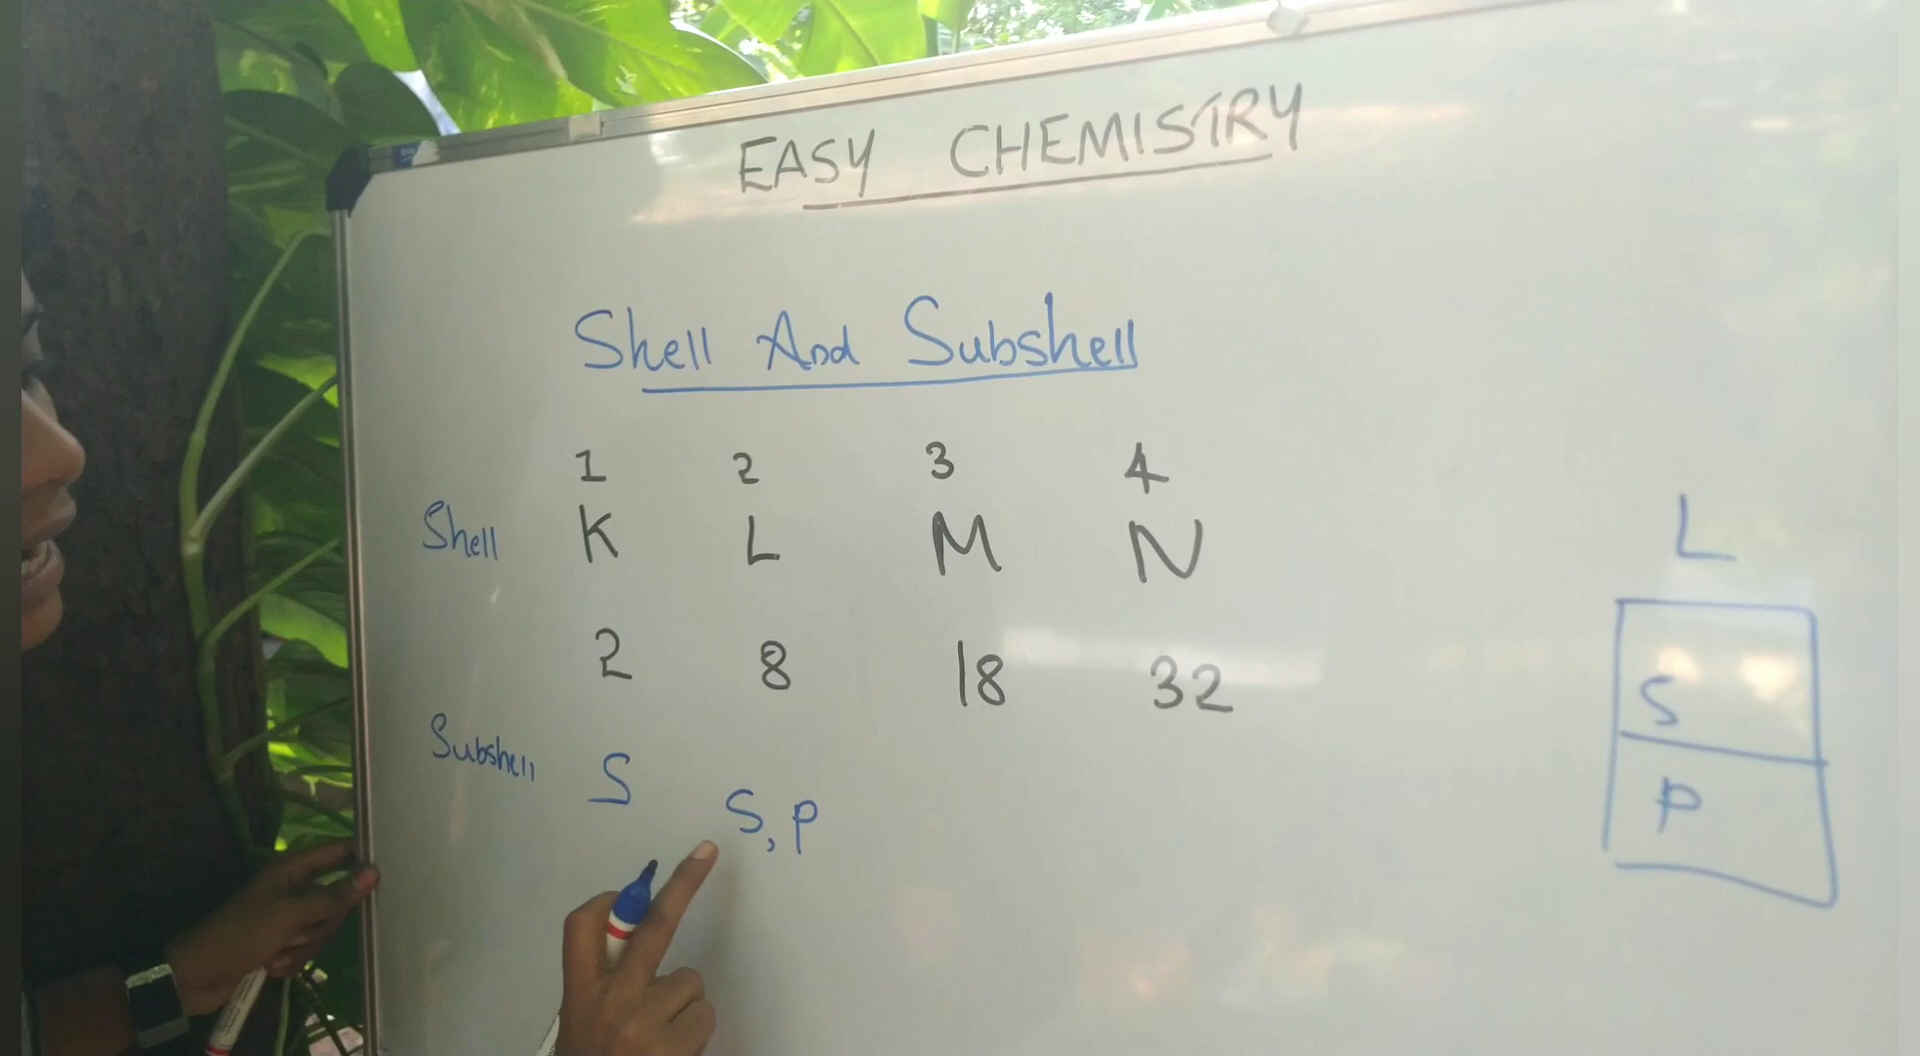 EASY CHEMISTRY
Shell And Subshell
1 2 3 4
Shell K L M N
2 8 18 32
Subshell S S, P
L
S
P